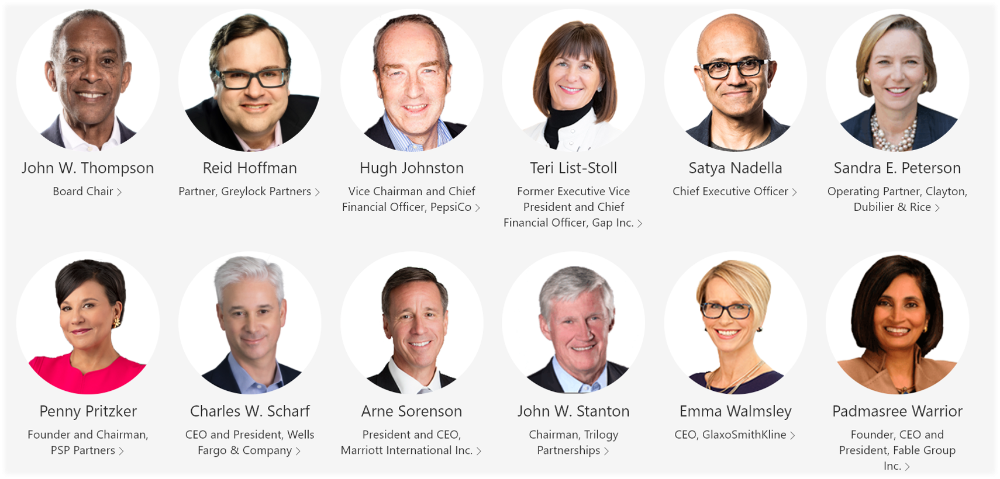 John W. Thompson
Board Chair
Reid Hoffman
Partner, Greylock Partners
Hugh Johnston
Vice Chairman and Chief
Financial Officer, PepsiCo
Teri List-Stoll
Former Executive Vice
President and Chief
Financial Officer, Gap Inc.
Satya Nadella
Chief Executive Officer
Sandra E. Peterson
Operating Partner, Clayton,
Dubilier & Rice
Penny Pritzker
Founder and Chairman,
PSP Partners
Charles W. Scharf
CEO and President, Wells
Fargo & Company
Arne Sorenson
President and CEO,
Marriott International Inc.
John W. Stanton
Chairman, Trilogy
Partnerships
Emma Walmsley
CEO, GlaxoSmithKline
Padmasree Warrior
Founder, CEO and
President, Fable Group
Inc.